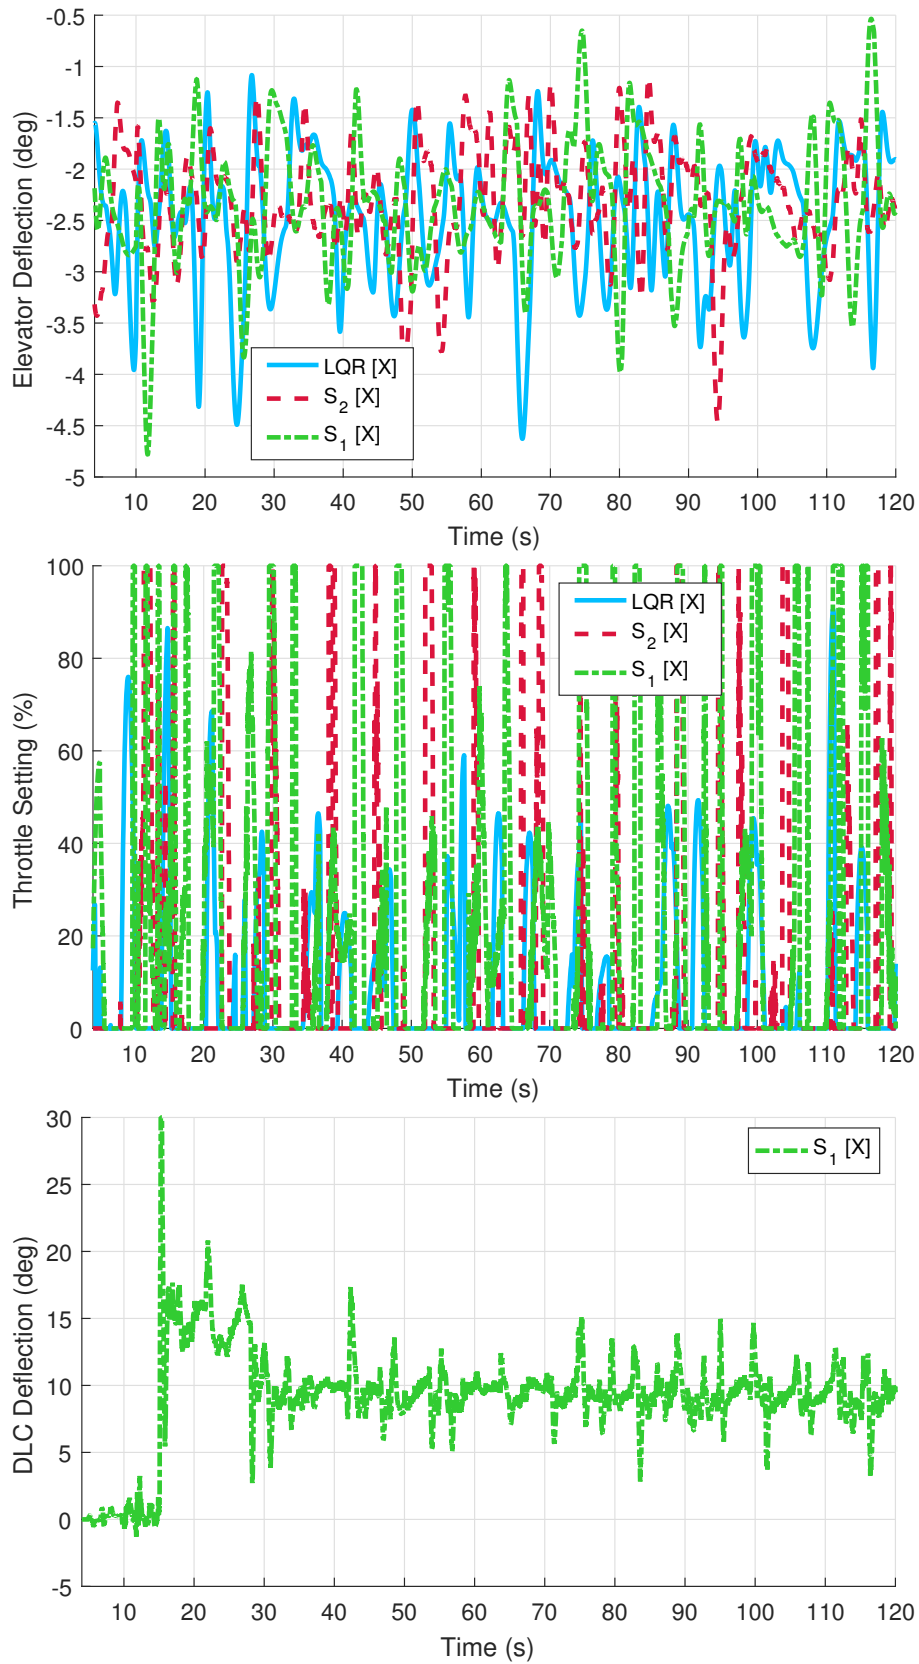 -0.5
-1
-1.5
-2
-2.5
-3
-3.5
-4
-4.5
-5
Elevator Deflection (deg)
LQR [X]
S2 [X]
S1 [X]
10 20 30 40 50 60 70 80 90 100 110 120
Time (s)
100
80
60
40
20
0
Throttle Setting (%)
LQR [X]
S2 [X]
S1 [X]
10 20 30 40 50 60 70 80 90 100 110 120
Time (s)
30
25
20
15
10
5
0
-5
DLC Deflection (deg)
S1 [X]
10 20 30 40 50 60 70 80 90 100 110 120
Time (s)